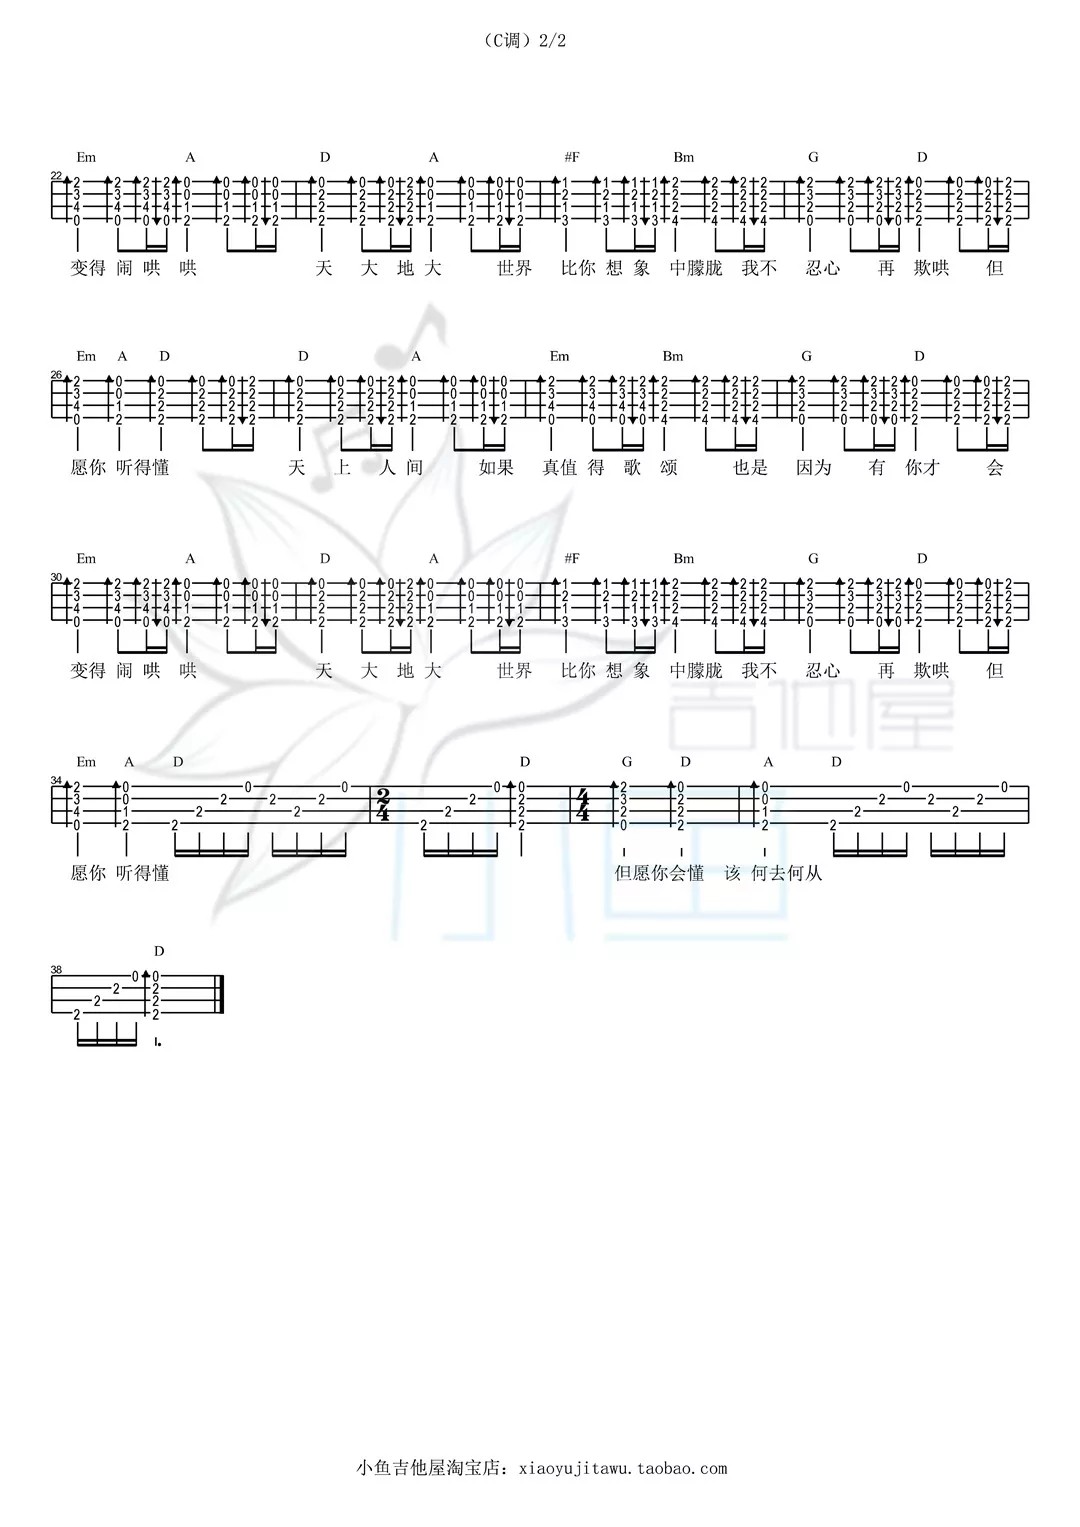 （C调）2/2
Em A D A #F Bm G D
22
变得 闹 哄 哄 天 大 地 大 世界 比你 想 象 中朦胧 我不 忍心 再 欺哄 但
Em A D D A Em Bm G D
26
愿你 听得懂 天 上 人 间 如果 真值 得 歌 颂 也是 因为 有 你才 会
Em A D A #F Bm G D
30
变得 闹 哄 哄 天 大 地 大 世界 比你 想 象 中朦胧 我不 忍心 再 欺哄 但
吉他屋
Em A D D G D A D
34
2/4 4/4
愿你 听得懂 但愿你会懂 该 何去何从
小鱼
D
38
小鱼吉他屋淘宝店：xiaoyujitawu.taobao.com